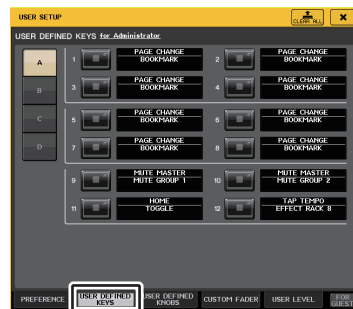 USER SETUP
CLEAR ALL
USER DEFINED KEYS for Administrator
A
B
C
D
1 PAGE CHANGE BOOKMARK
2 PAGE CHANGE BOOKMARK
3 PAGE CHANGE BOOKMARK
4 PAGE CHANGE BOOKMARK
5 PAGE CHANGE BOOKMARK
6 PAGE CHANGE BOOKMARK
7 PAGE CHANGE BOOKMARK
8 PAGE CHANGE BOOKMARK
9 MUTE MASTER MUTE GROUP 1
10 MUTE MASTER MUTE GROUP 2
11 HOME TOGGLE
12 TAP TEMPO EFFECT RACK 8
PREFERENCE
USER DEFINED KEYS
USER DEFINED KNOBS
CUSTOM FADER
USER LEVEL
FOR GUEST